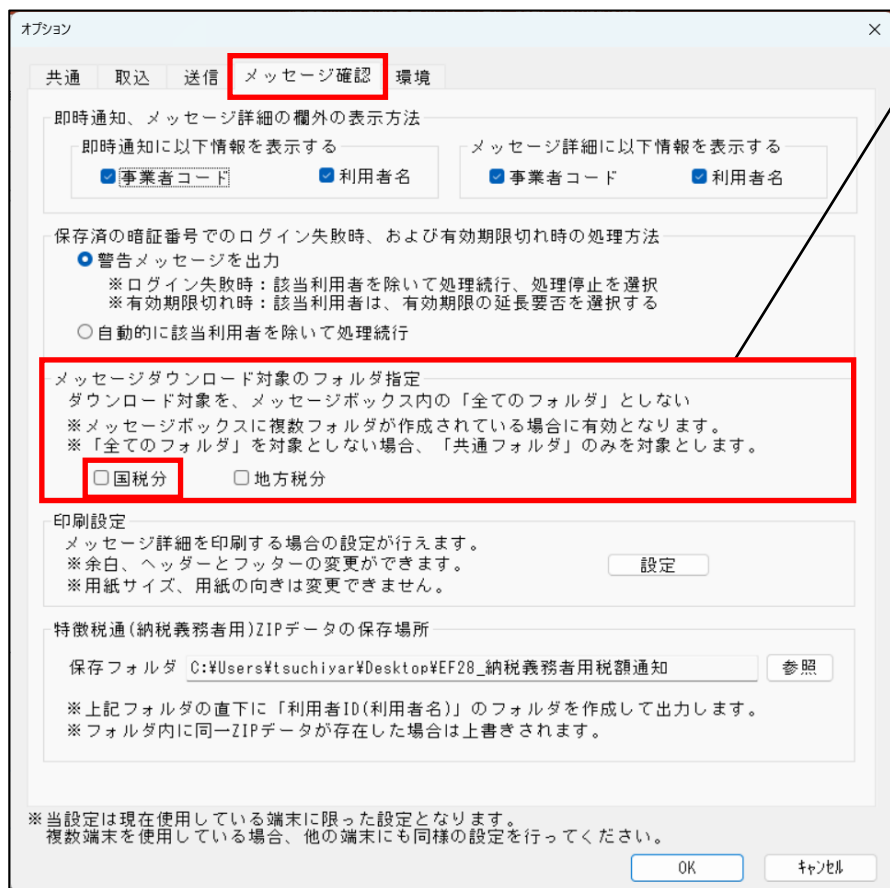 オプション
共通 取込 送信 メッセージ確認 環境
即時通知、メッセージ詳細の欄外の表示方法
即時通知に以下情報を表示する
事業者コード 利用者名
メッセージ詳細に以下情報を表示する
事業者コード 利用者名
保存済の暗証番号でのログイン失敗時、および有効期限切れ時の処理方法
警告メッセージを出力
※ログイン失敗時：該当利用者を除いて処理続行、処理停止を選択
※有効期限切れ時：該当利用者は、有効期限の延長要否を選択する
自動的に該当利用者を除いて処理続行
メッセージダウンロード対象のフォルダ指定
ダウンロード対象を、メッセージボックス内の「全てのフォルダ」としない
※メッセージボックスに複数フォルダが作成されている場合に有効となります。
※「全てのフォルダ」を対象としない場合、「共通フォルダ」のみを対象とします。
国税分 地方税分
印刷設定
メッセージ詳細を印刷する場合の設定が行えます。
※余白、ヘッダーとフッターの変更ができます。
設定
※用紙サイズ、用紙の向きは変更できません。
特徴税通(納税義務者用)ZIPデータの保存場所
保存フォルダ C:¥Users¥tsuchiyar¥Desktop¥EF28_納税義務者用税額通知 参照
※上記フォルダの直下に「利用者ID(利用者名)」のフォルダを作成して出力します。
※フォルダ内に同一ZIPデータが存在した場合は上書きされます。
※当設定は現在使用している端末に限った設定となります。
複数端末を使用している場合、他の端末にも同様の設定を行ってください。
OK キャンセル